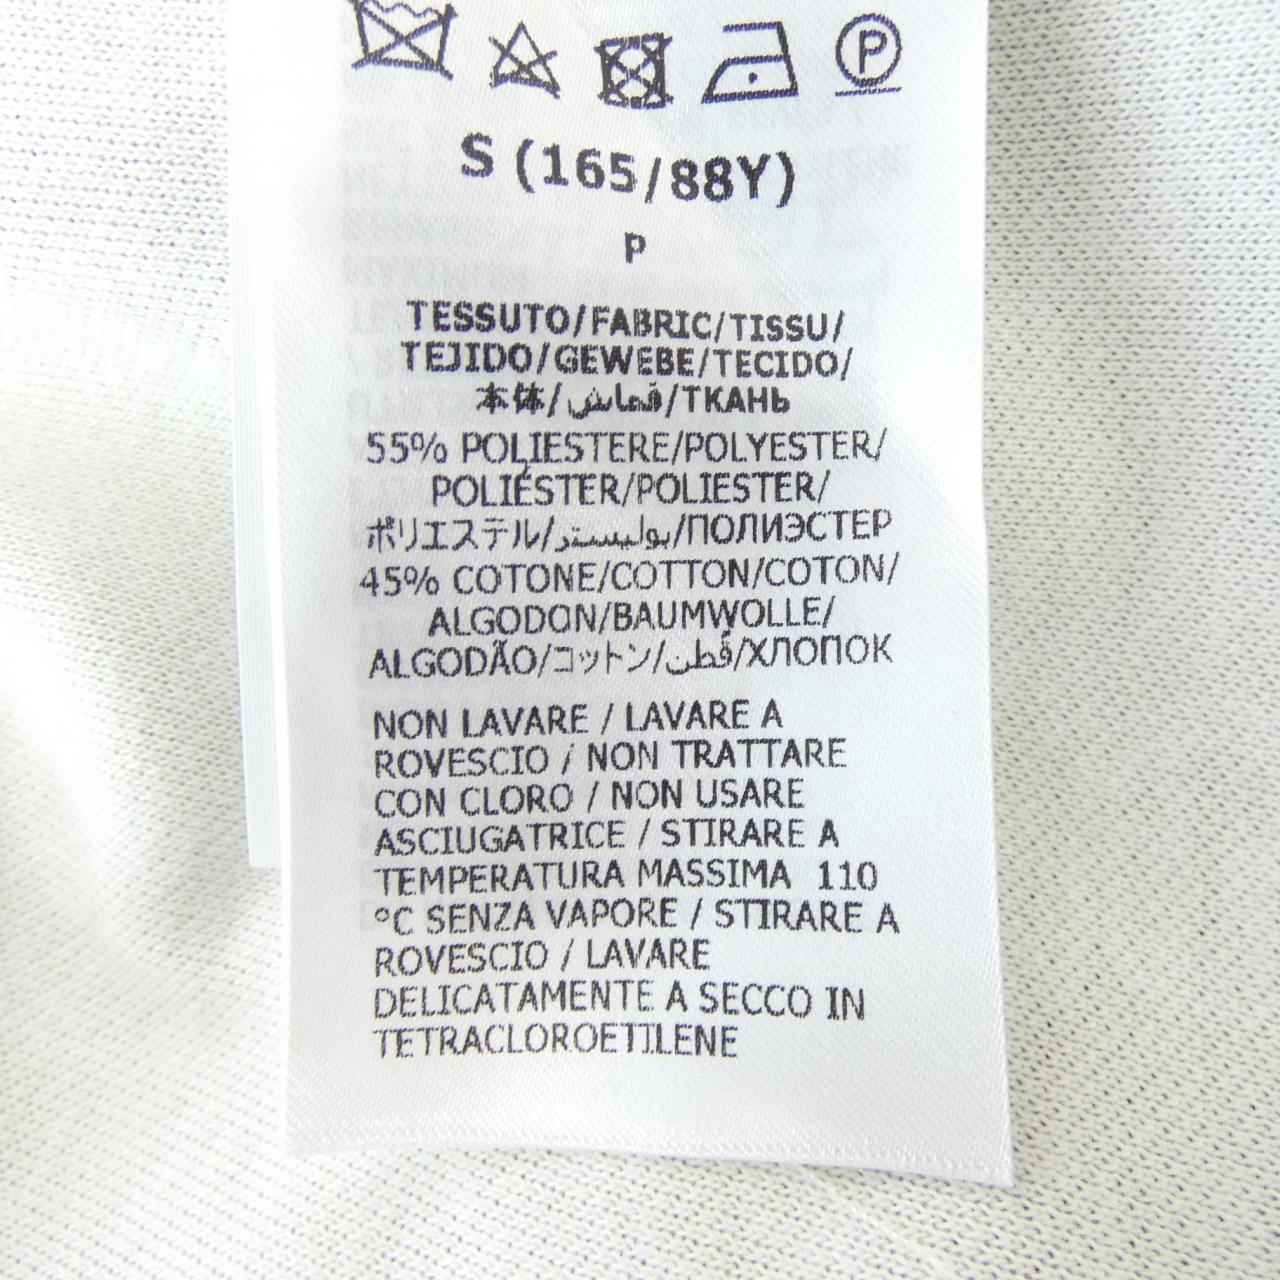 S (165/88Y)
P
TESSUTO/FABRIC/TISSU/
TEJIDO/GEWEBE/TECIDO/
本体/قماش/ТКАНЬ
55% POLIESTERE/POLYESTER/
POLIÉSTER/POLIESTER/
ポリエステル/بوليستر/ПОЛИЭСТЕР
45% COTONE/COTTON/COTON/
ALGODON/BAUMWOLLE/
ALGODÃO/コットン/قطن/ХЛОПОК
NON LAVARE / LAVARE A
ROVESCIO / NON TRATTARE
CON CLORO / NON USARE
ASCIUGATRICE / STIRARE A
TEMPERATURA MASSIMA 110
°C SENZA VAPORE / STIRARE A
ROVESCIO / LAVARE
DELICATAMENTE A SECCO IN
TETRACLOROETILENE